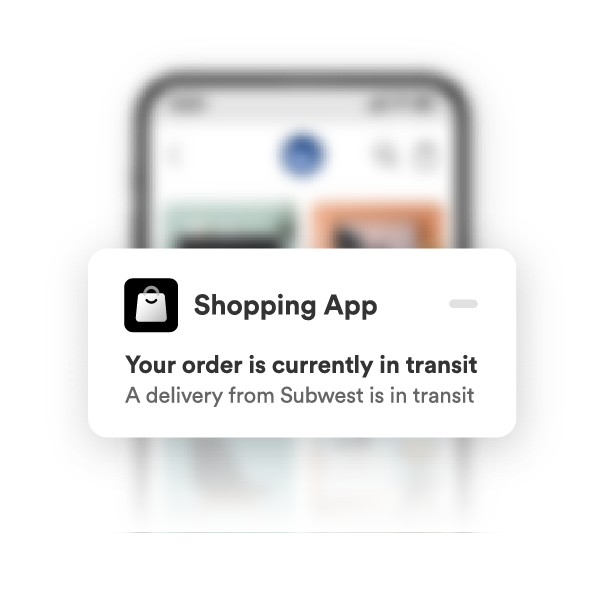 Shopping App
Your order is currently in transit
A delivery from Subwest is in transit